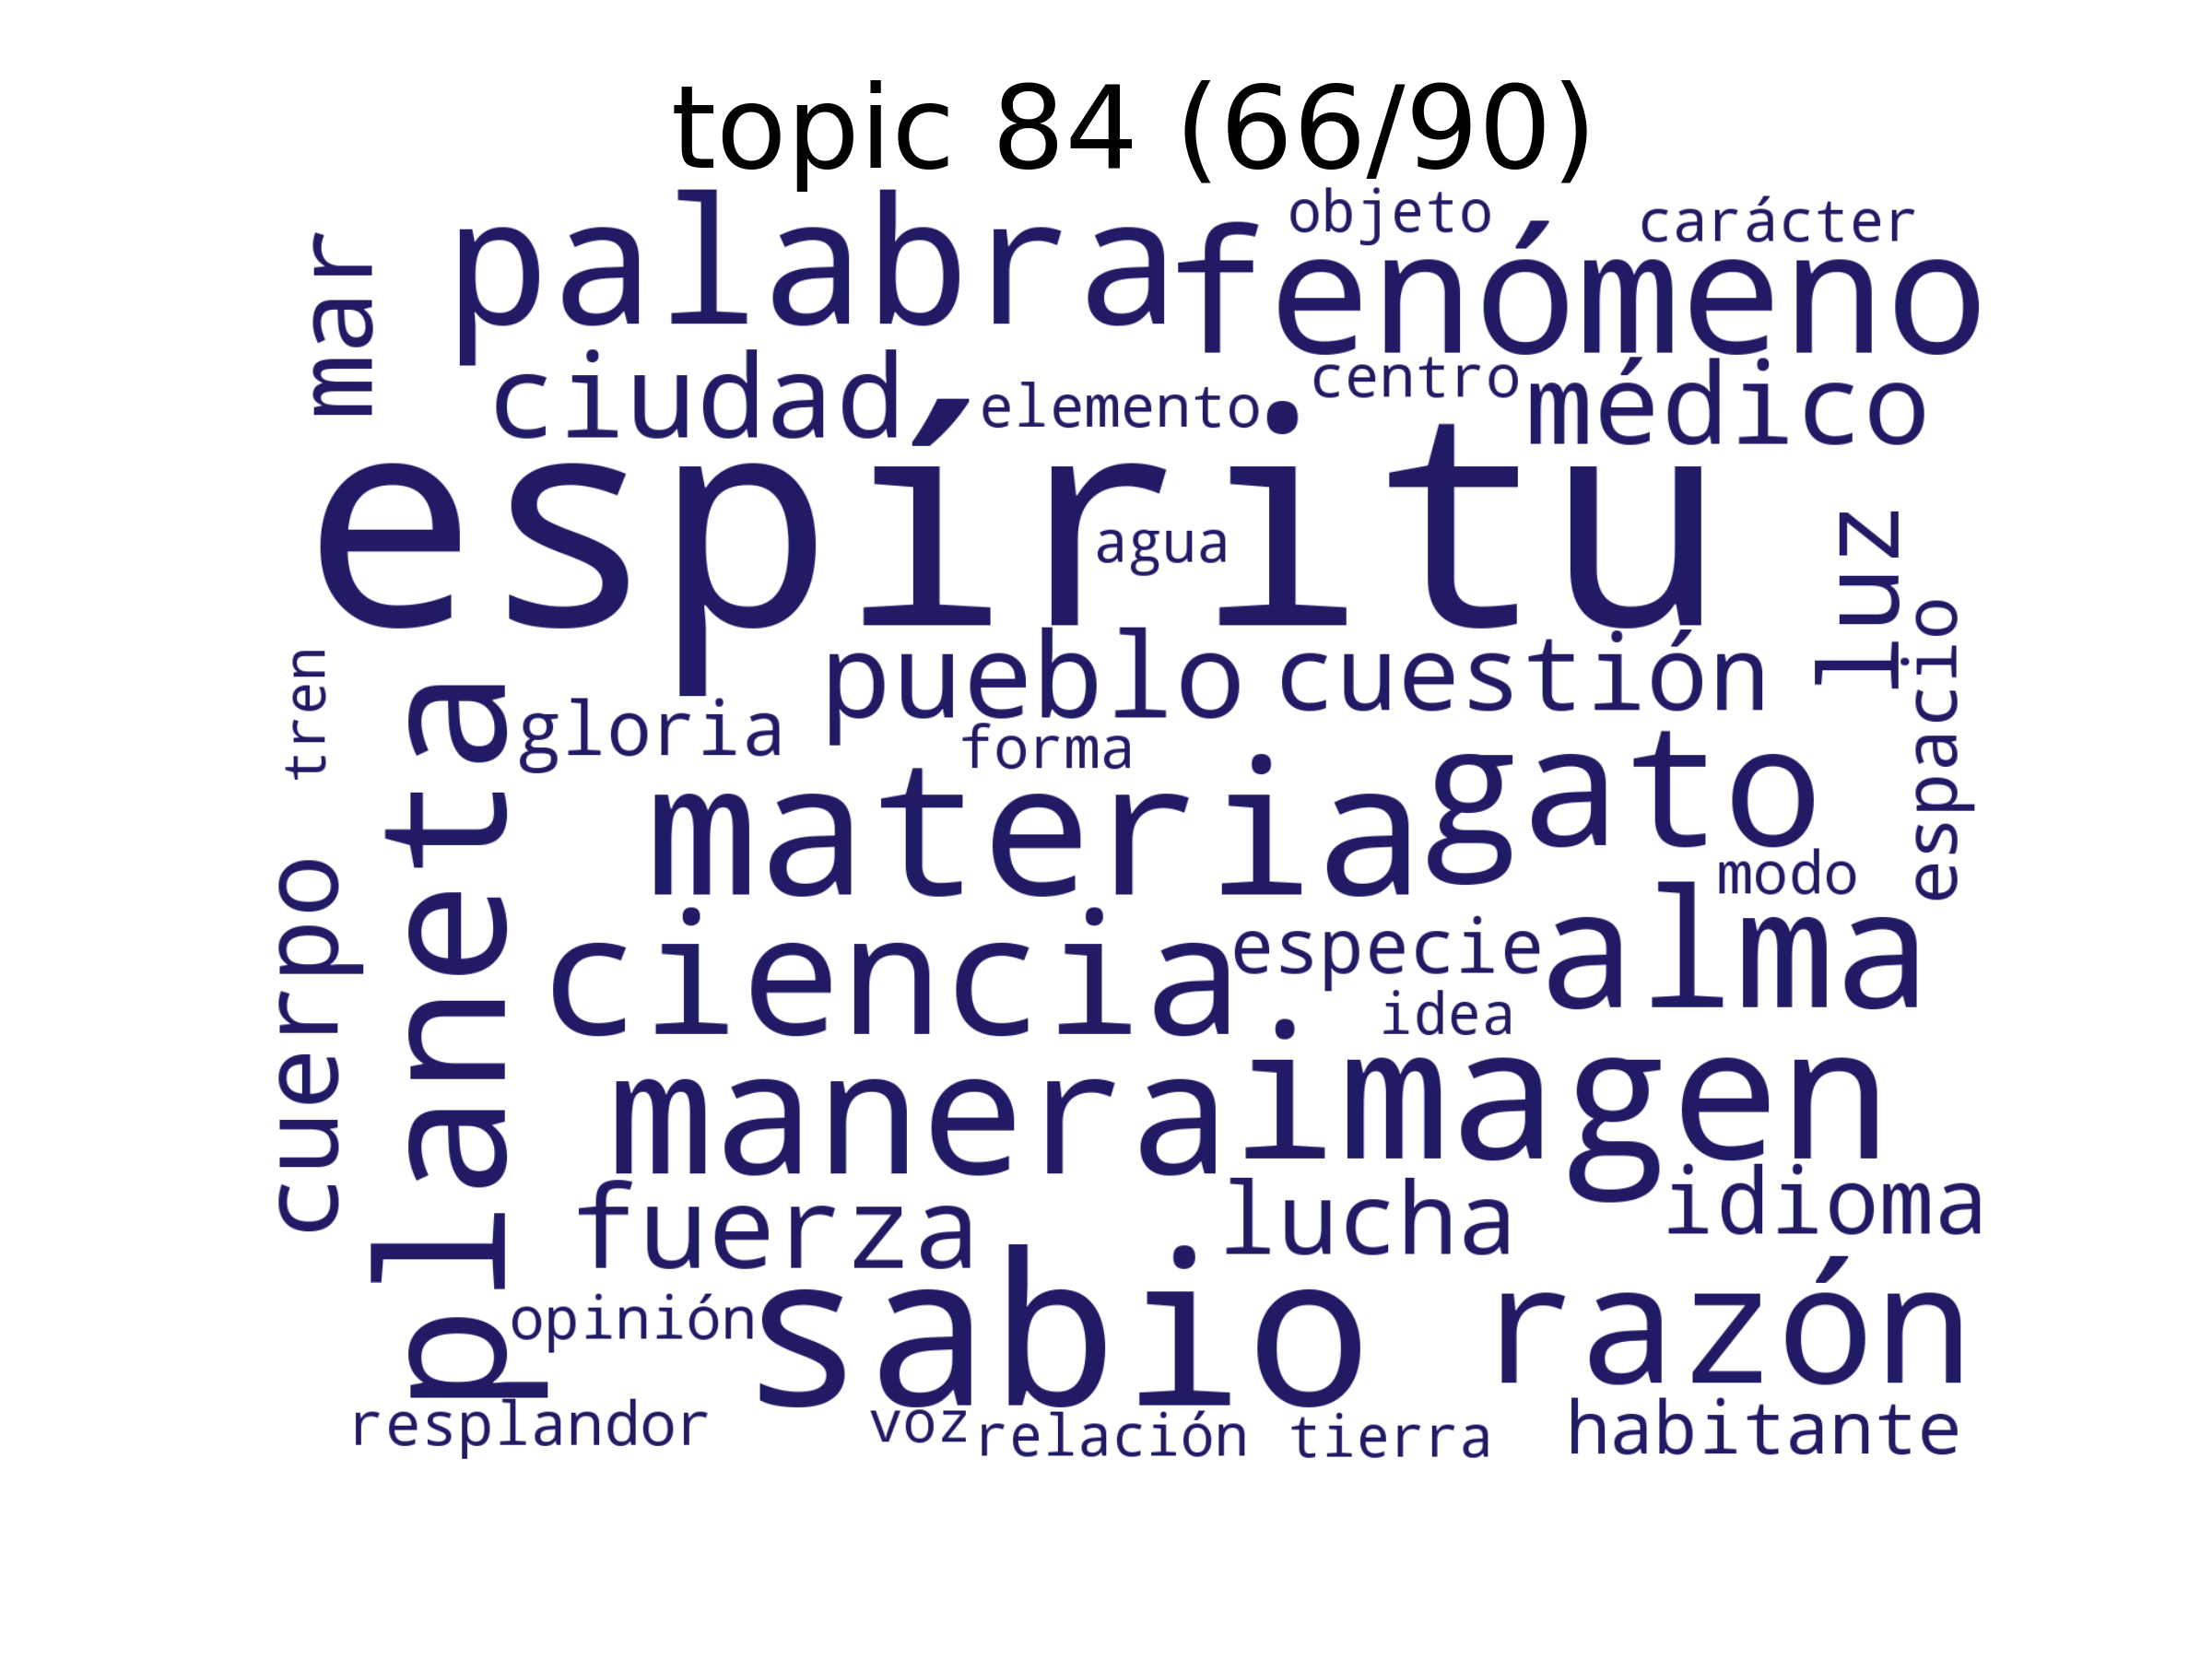 topic 84 (66/90)
objeto
carácter
palabra
fenómeno
mar
ciudad
elemento
centro
médico
espíritu
agua
luz
espacio
tren
pueblo
cuestión
gloria
forma
planeta
materia
gato
modo
cuerpo
ciencia
especie
alma
idea
manera
imagen
fuerza
lucha
idioma
opinión
sabio
razón
resplandor
voz
relación
tierra
habitante